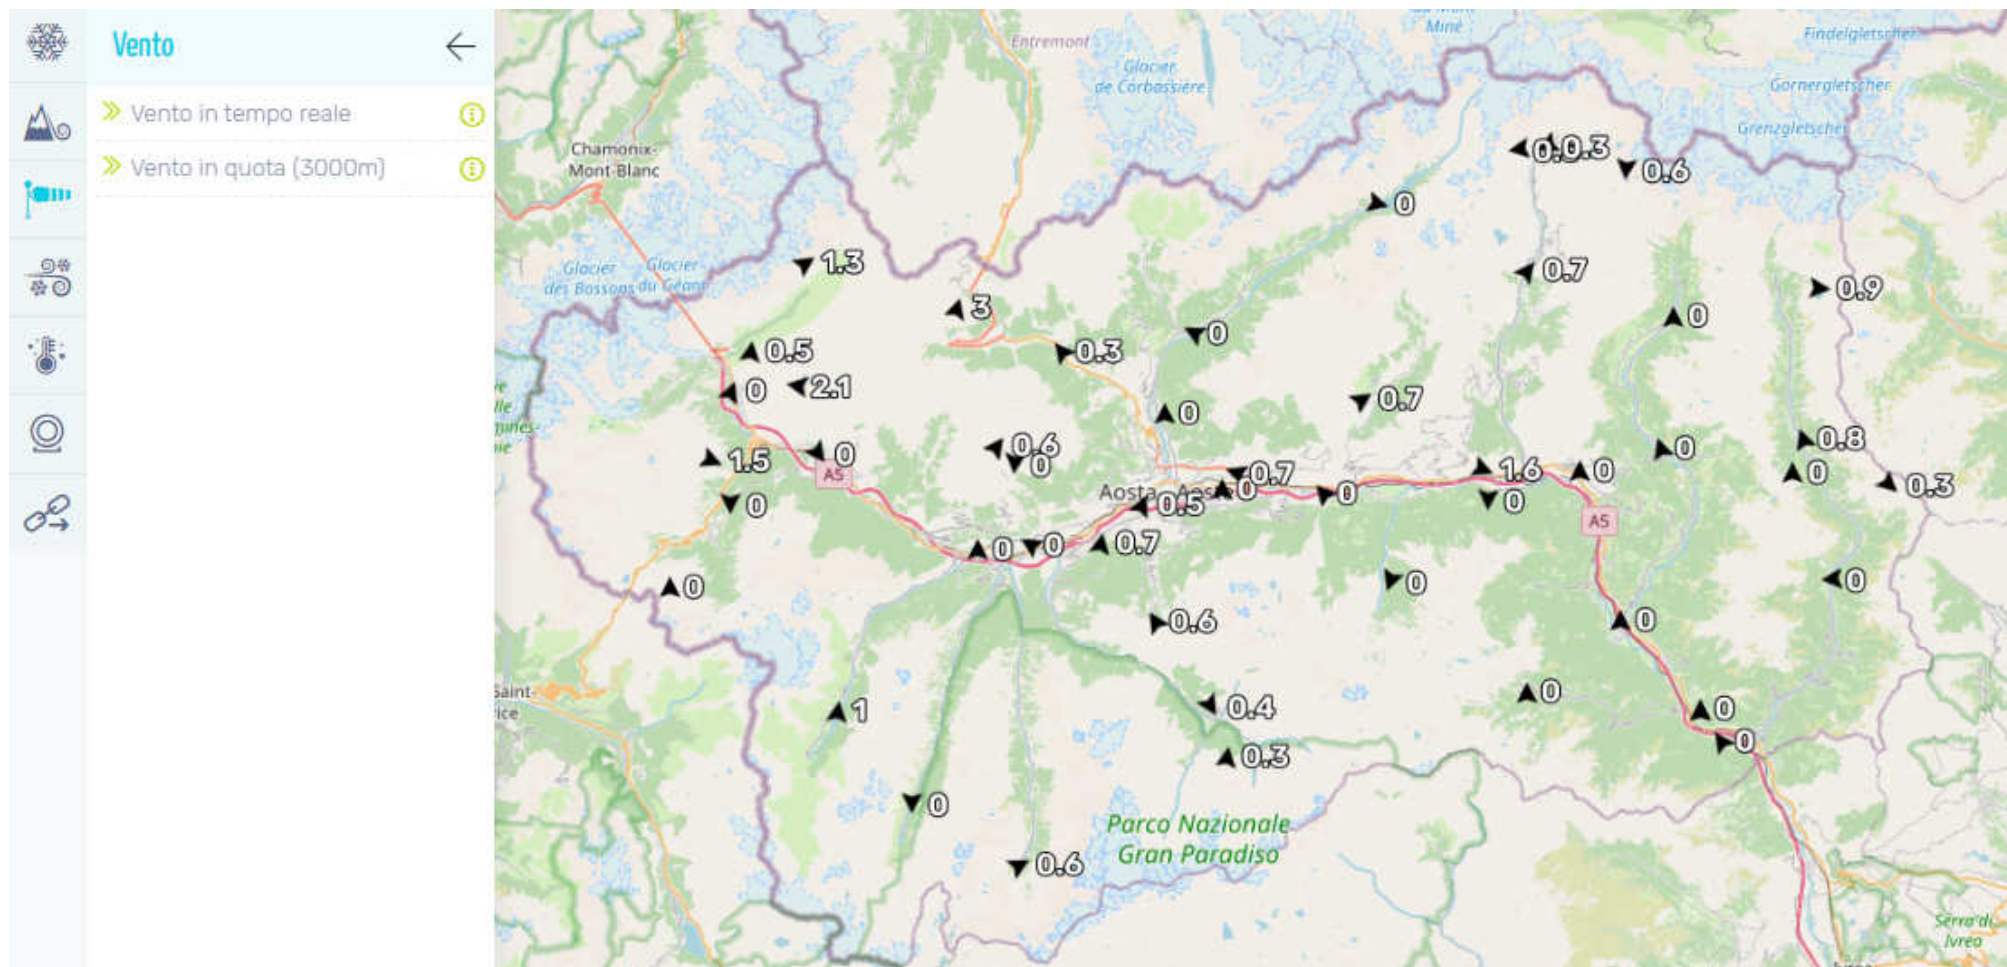 Vento
Vento in tempo reale
Vento in quota (3000m)
Miné
Entremont
Findelgletscher
Glacier
de Corbassière
Gornergletscher
Grenzgletscher
Chamonix-
Mont-Blanc
0.3
0.6
0
Glacier
des Bossons
Glacier
du Géant
1.3
0.7
0.9
3
0
0
0.5
0.3
0
2.1
0.7
0
0.6
0
0.8
0
0
1.5
0
0.7
1.6
0
0
A5
0
Aosta
0
0
0
0.3
0.5
A5
0
0
0.7
0
0
0
0.6
0
Saint-
0
0.4
1
0
0
0.3
0
0.6
Parco Nazionale
Gran Paradiso
Serra di
Ivrea